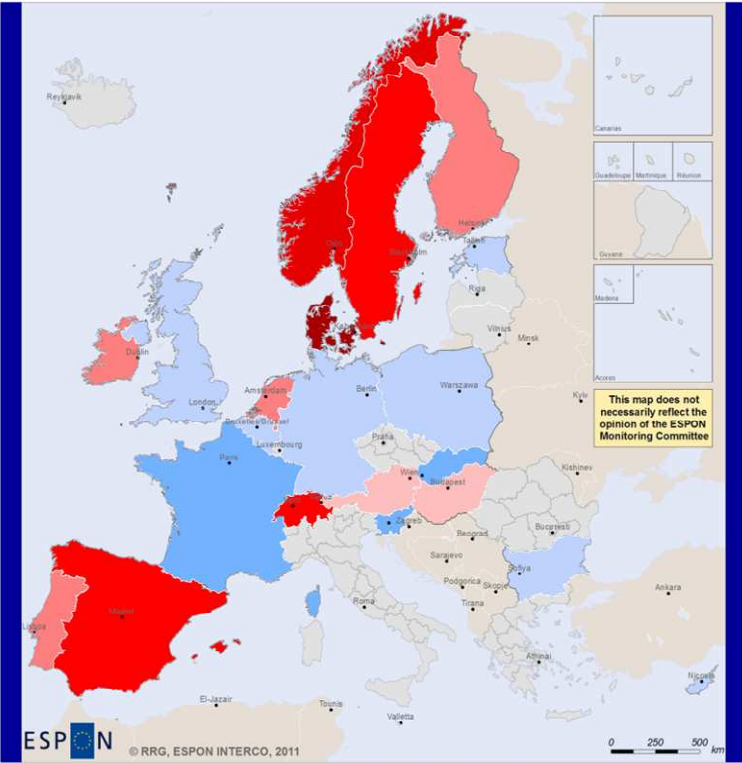 Reykjavik
Canarias
Guadeloupe Martinique Réunion
Guyane
Madeira
Acores
This map does not
necessarily reflect the
opinion of the ESPON
Monitoring Committee
Oslo
Helsinki
Tallinn
Riga
Vilnius
Minsk
Dublin
London
Amsterdam
Berlin
Warszawa
Kyiv
Luxembourg
Praha
Paris
Wien
Budapest
Kishinev
Zagreb
Beograd
Bucuresti
Sarajevo
Sofiya
Podgorica
Skopje
Tirana
Ankara
Roma
Madrid
Lisboa
Athinai
Nicosia
El-Jazair
Tounis
Valletta
ESPON
© RRG, ESPON INTERCO, 2011
0 250 500
km